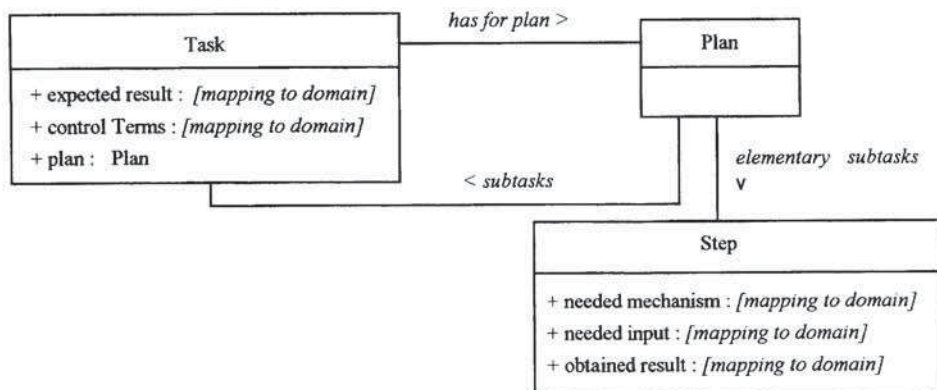 has for plan >
Task
Plan
+ expected result : [mapping to domain]
+ control Terms : [mapping to domain]
+ plan : Plan
elementary subtasks
< subtasks
v
Step
+ needed mechanism : [mapping to domain]
+ needed input : [mapping to domain]
+ obtained result : [mapping to domain]